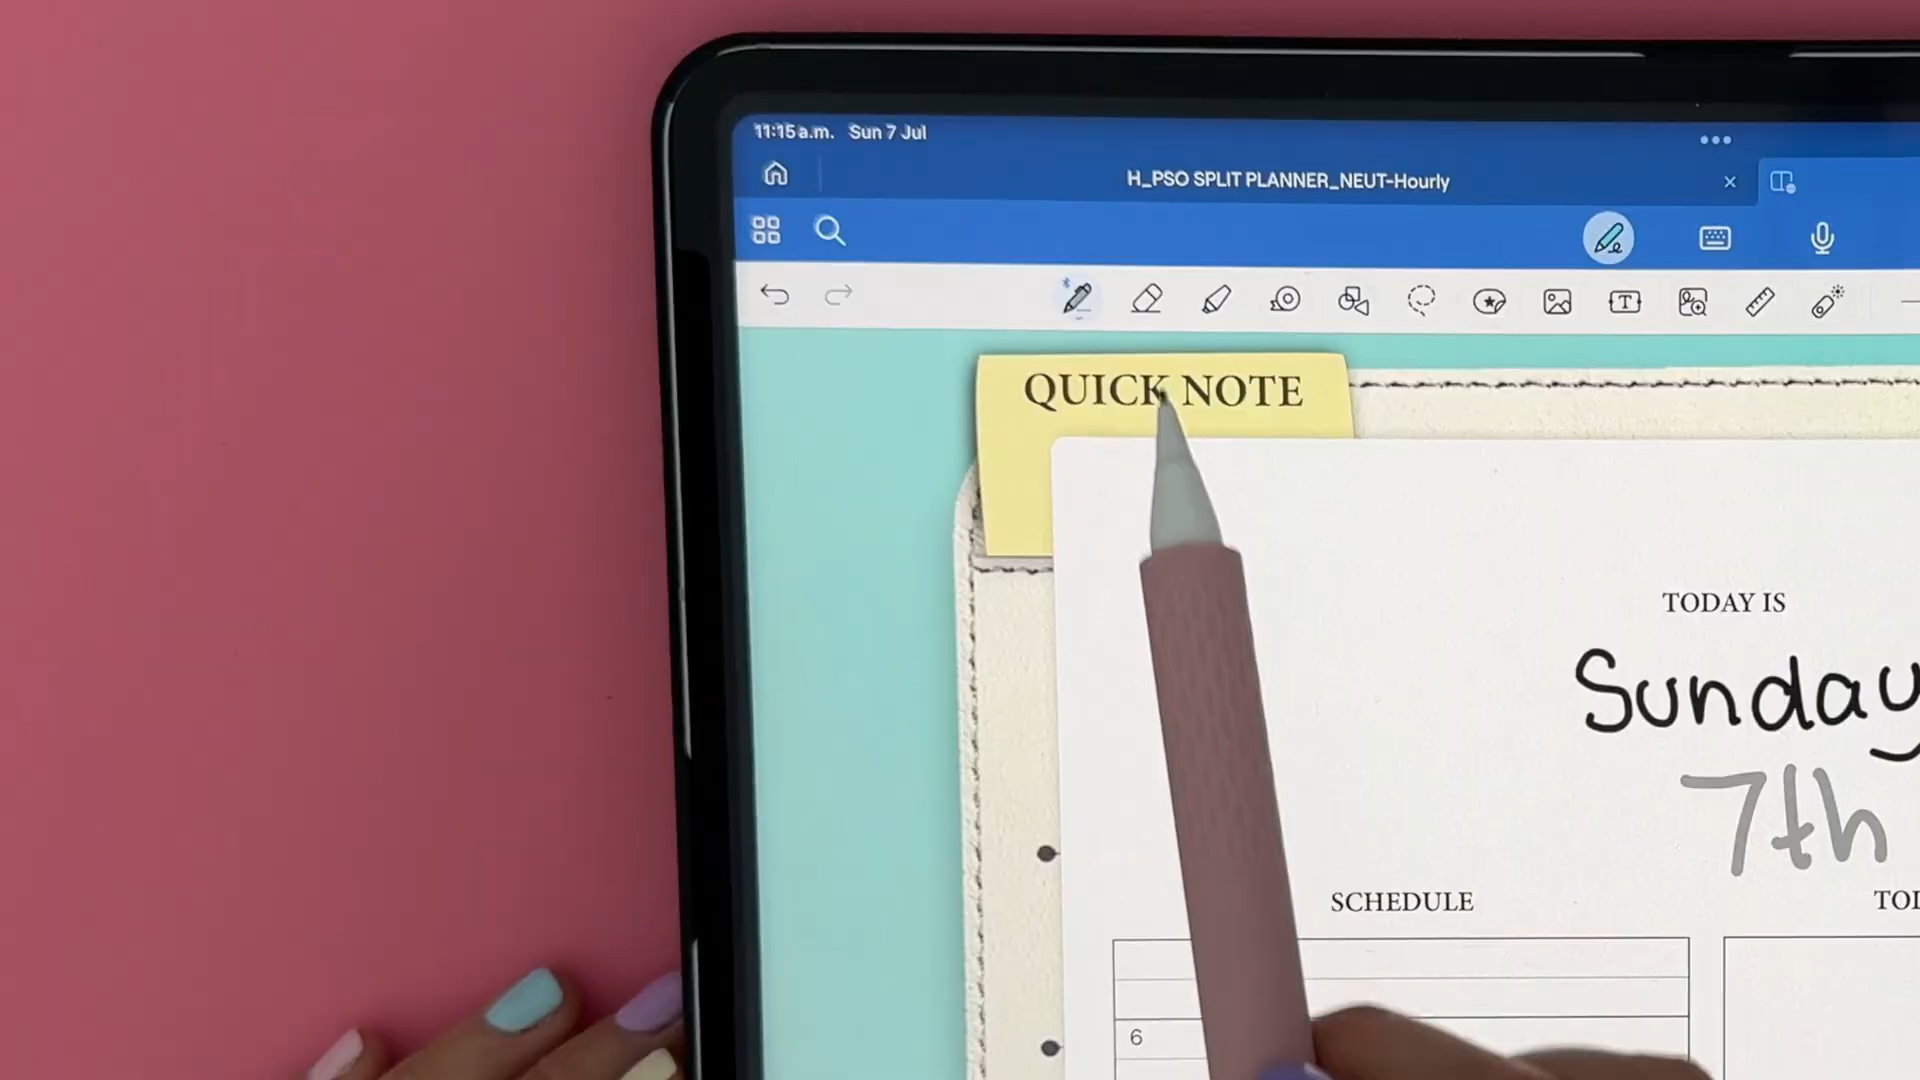 11:15 a.m. Sun 7 Jul
H_PSO SPLIT PLANNER_NEUT-Hourly
QUICK NOTE
TODAY IS
Sunday
7th
SCHEDULE
6